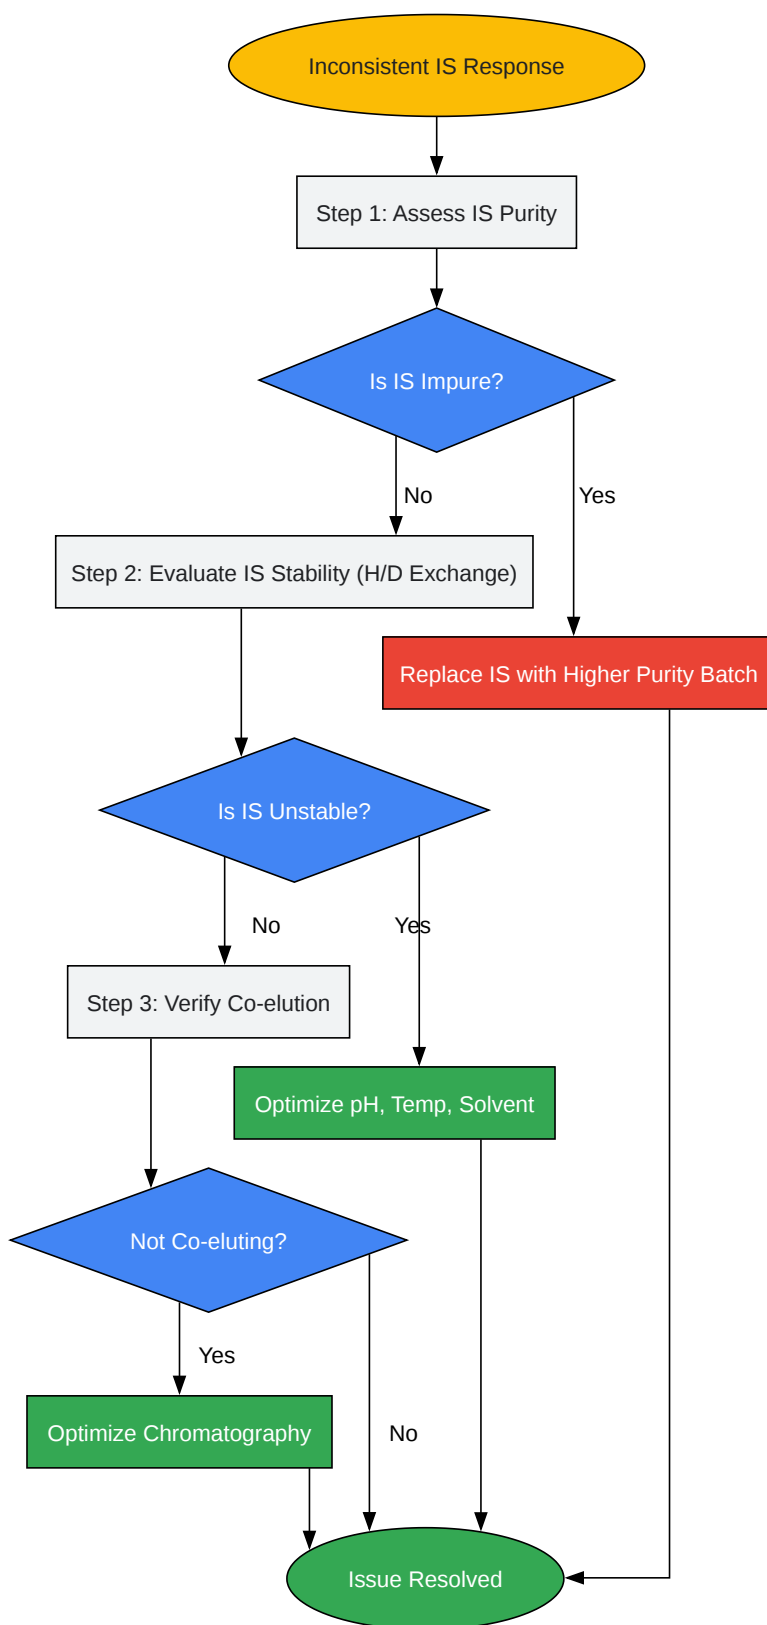 Inconsistent IS Response
Step 1: Assess IS Purity
Is IS Impure?
No
Yes
Step 2: Evaluate IS Stability (H/D Exchange)
Replace IS with Higher Purity Batch
Is IS Unstable?
No
Yes
Step 3: Verify Co-elution
Optimize pH, Temp, Solvent
Not Co-eluting?
Yes
Optimize Chromatography
No
Issue Resolved